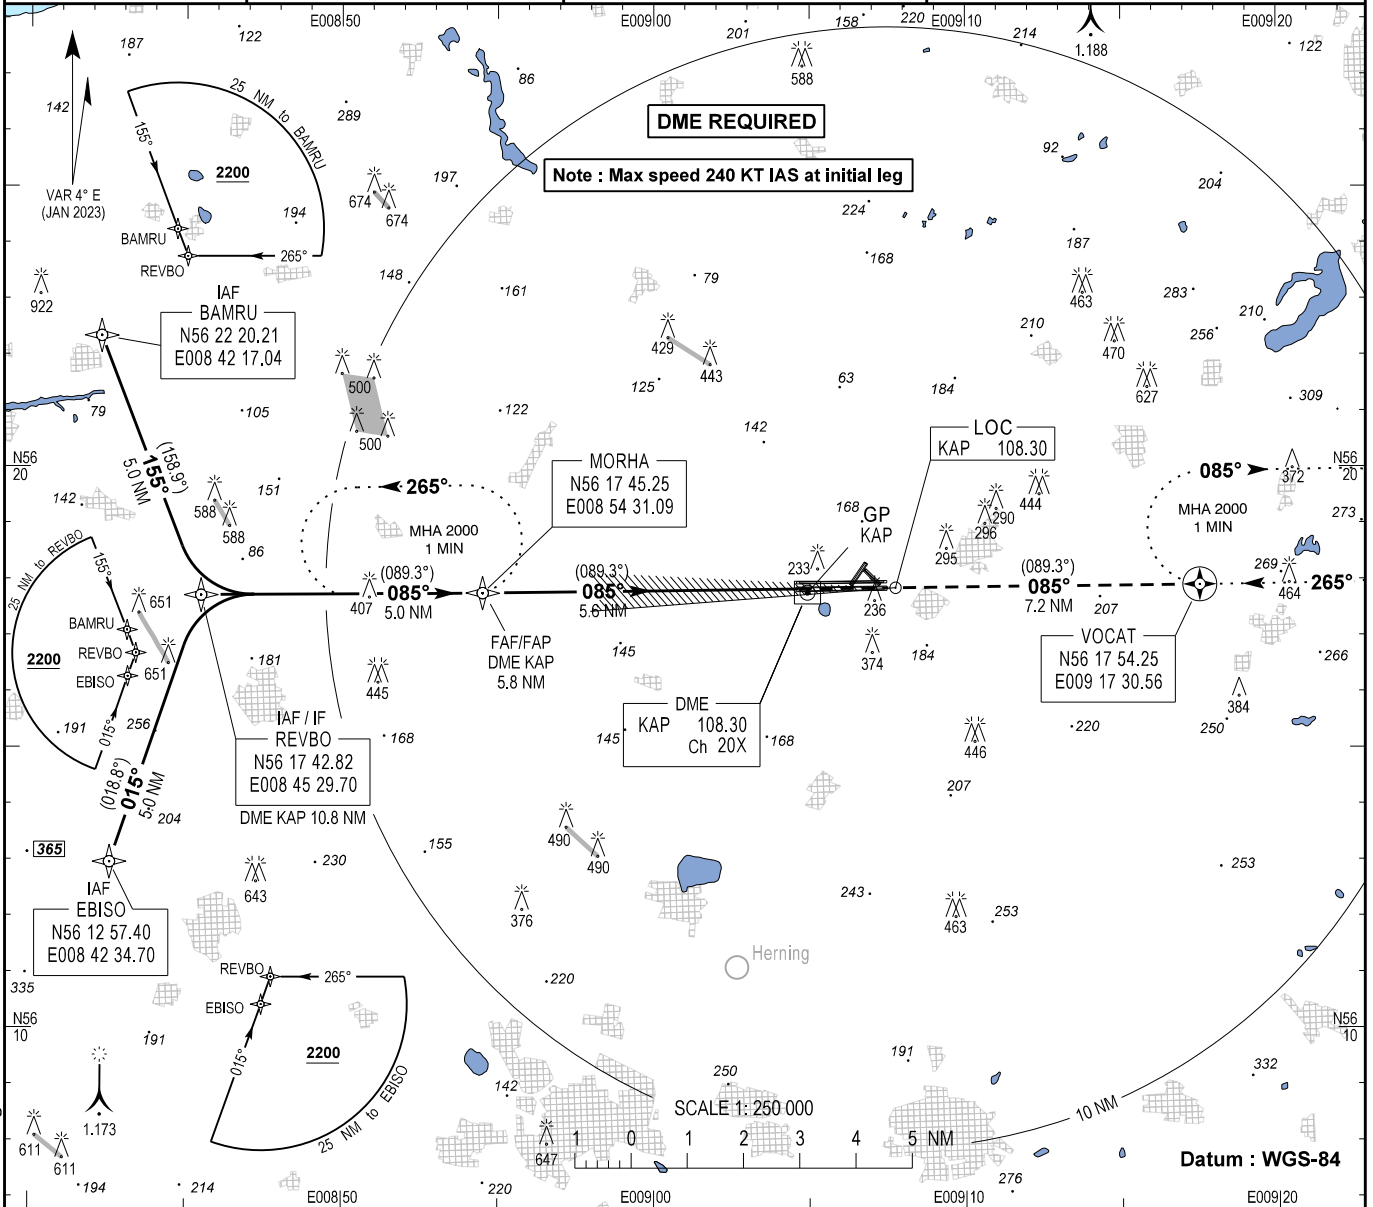 E008 50
E009 00
E009 10
E009 20
187
122
201
158
220
214
1.188
122
588
86
142
289
25 NM to BAMRU
155°
2200
DME REQUIRED
92
VAR 4° E
(JAN 2023)
197
Note : Max speed 240 KT IAS at initial leg
204
674
674
194
224
BAMRU
187
REVBO
265°
168
148
79
161
922
463
283
IAF
BAMRU
N56 22 20.21
E008 42 17.04
210
210
256
470
429
443
500
125
63
184
627
309
79
105
122
142
500
LOC
KAP 108.30
N56
20
(158.9°)
155°
5.0 NM
MORHA
N56 17 45.25
E008 54 31.09
085°
372
N56
20
151
265°
142
588
588
MHA 2000
1 MIN
168
GP
KAP
444
290
296
295
MHA 2000
1 MIN
273
25 NM to REVBO
155°
86
233
269
464
265°
(089.3°)
085°
5.0 NM
407
(089.3°)
085°
5.6 NM
236
(089.3°)
085°
7.2 NM
207
651
651
BAMRU
REVBO
EBISO
2200
015°
191
FAF/FAP
DME KAP
5.8 NM
145
374
184
VOCAT
N56 17 54.25
E009 17 30.56
266
181
445
384
256
IAF / IF
REVBO
N56 17 42.82
E008 45 29.70
DME KAP 10.8 NM
168
145
DME
KAP 108.30
Ch 20X
168
446
220
250
(018.8°)
015°
5.0 NM
204
207
365
230
155
490
490
253
IAF
EBISO
N56 12 57.40
E008 42 34.70
643
376
243
463
253
Herning
335
REVBO
265°
EBISO
220
N56
10
N56
10
191
015°
2200
25 NM to EBISO
191
332
142
250
1.173
SCALE 1: 250 000
1 0 1 2 3 4 5 NM
10 NM
611
611
647
Datum : WGS-84
194
214
220
276
E008 50
E009 00
E009 10
E009 20